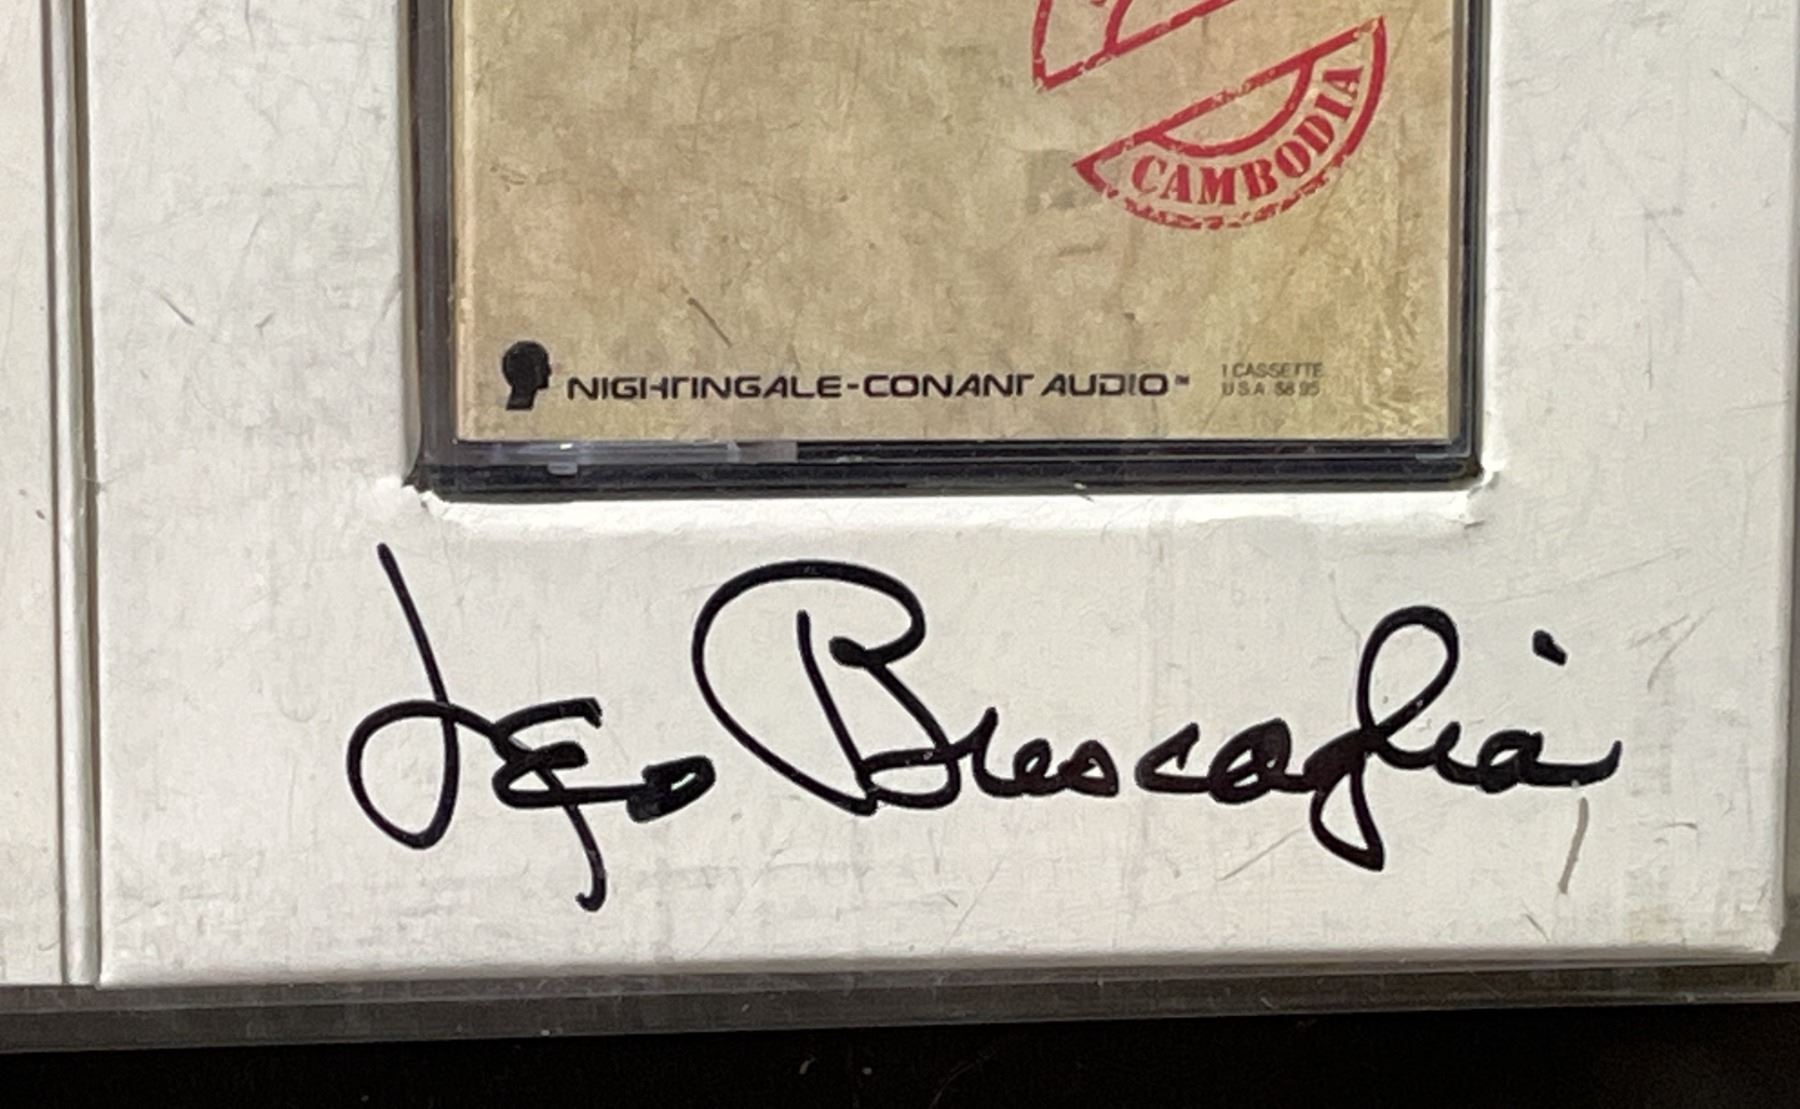 CAMBODIA
NIGHTINGALE-CONANT AUDIO™
1 CASSETTE
U.S.A. $8.95
Leo Buscaglia